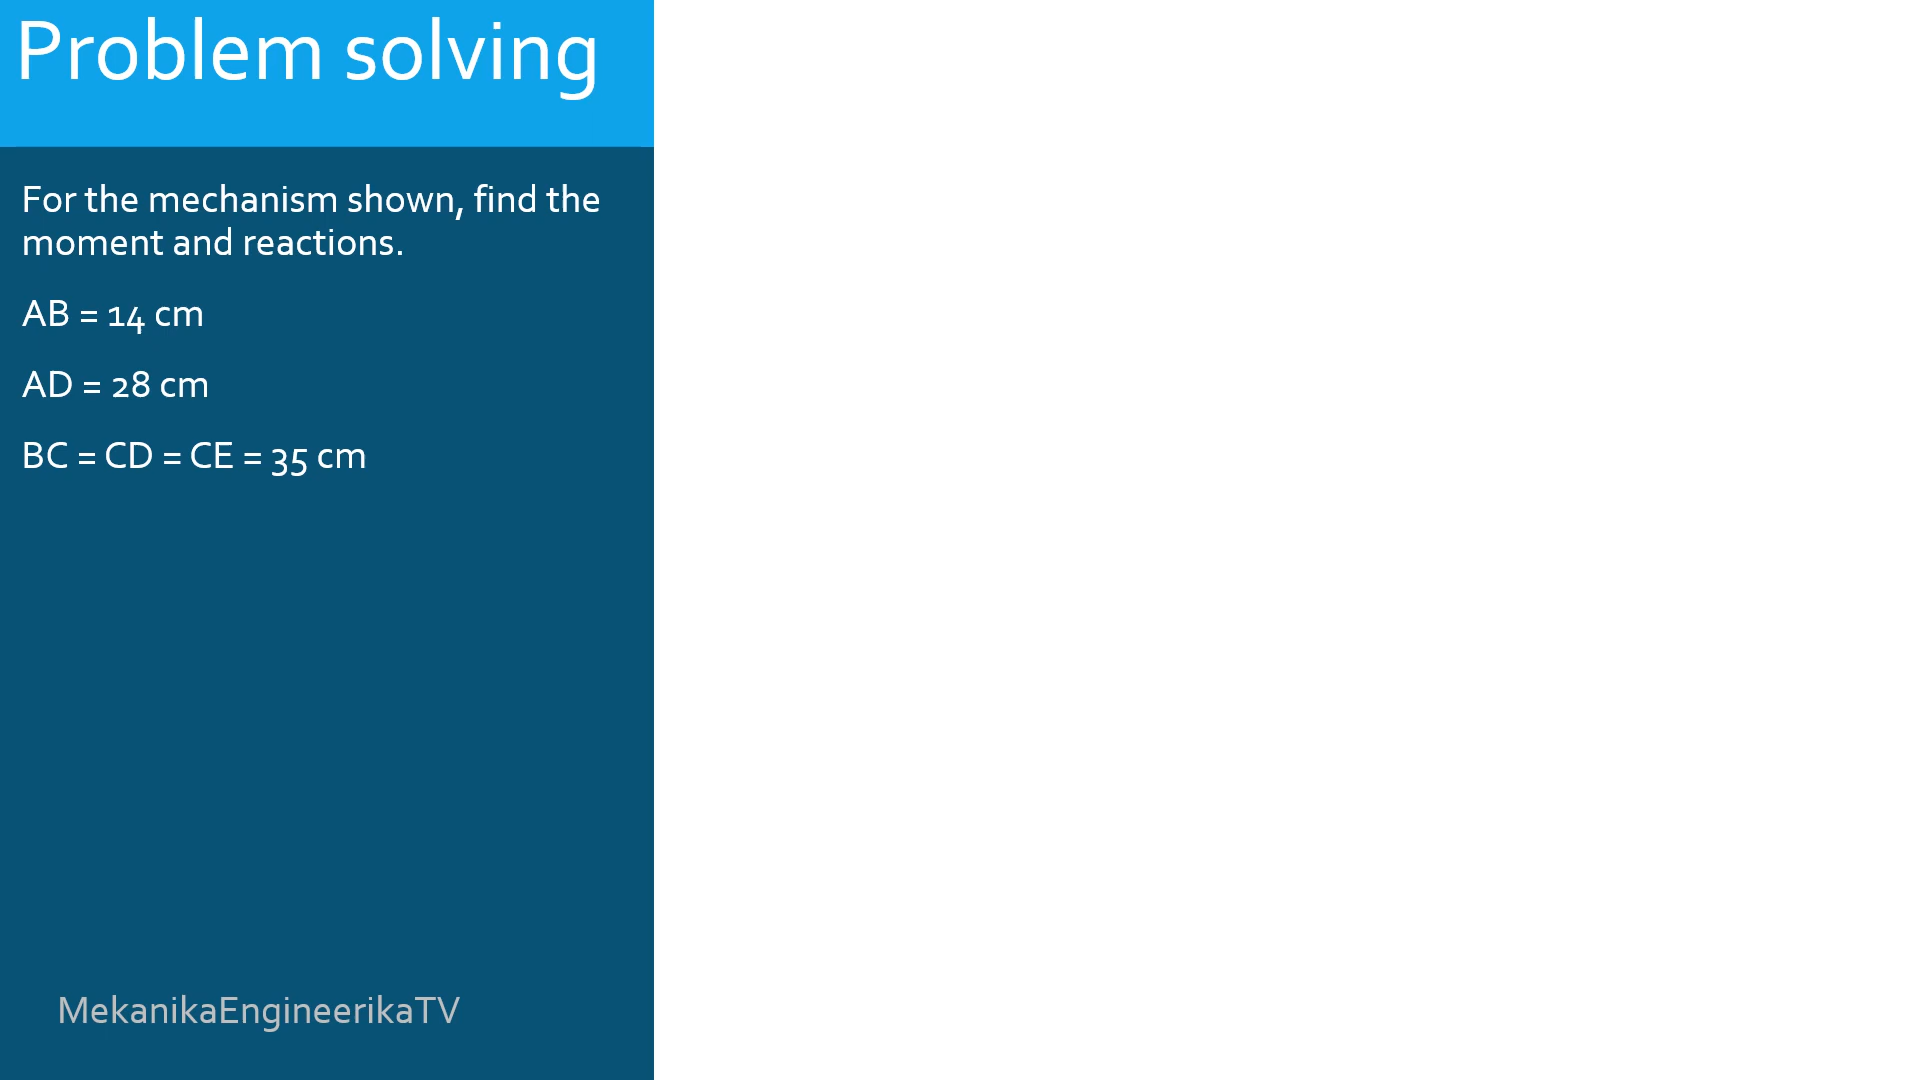 Problem solving
For the mechanism shown, find the
moment and reactions.
AB = 14 cm
AD = 28 cm
BC = CD = CE = 35 cm
MekanikaEngineerikaTV